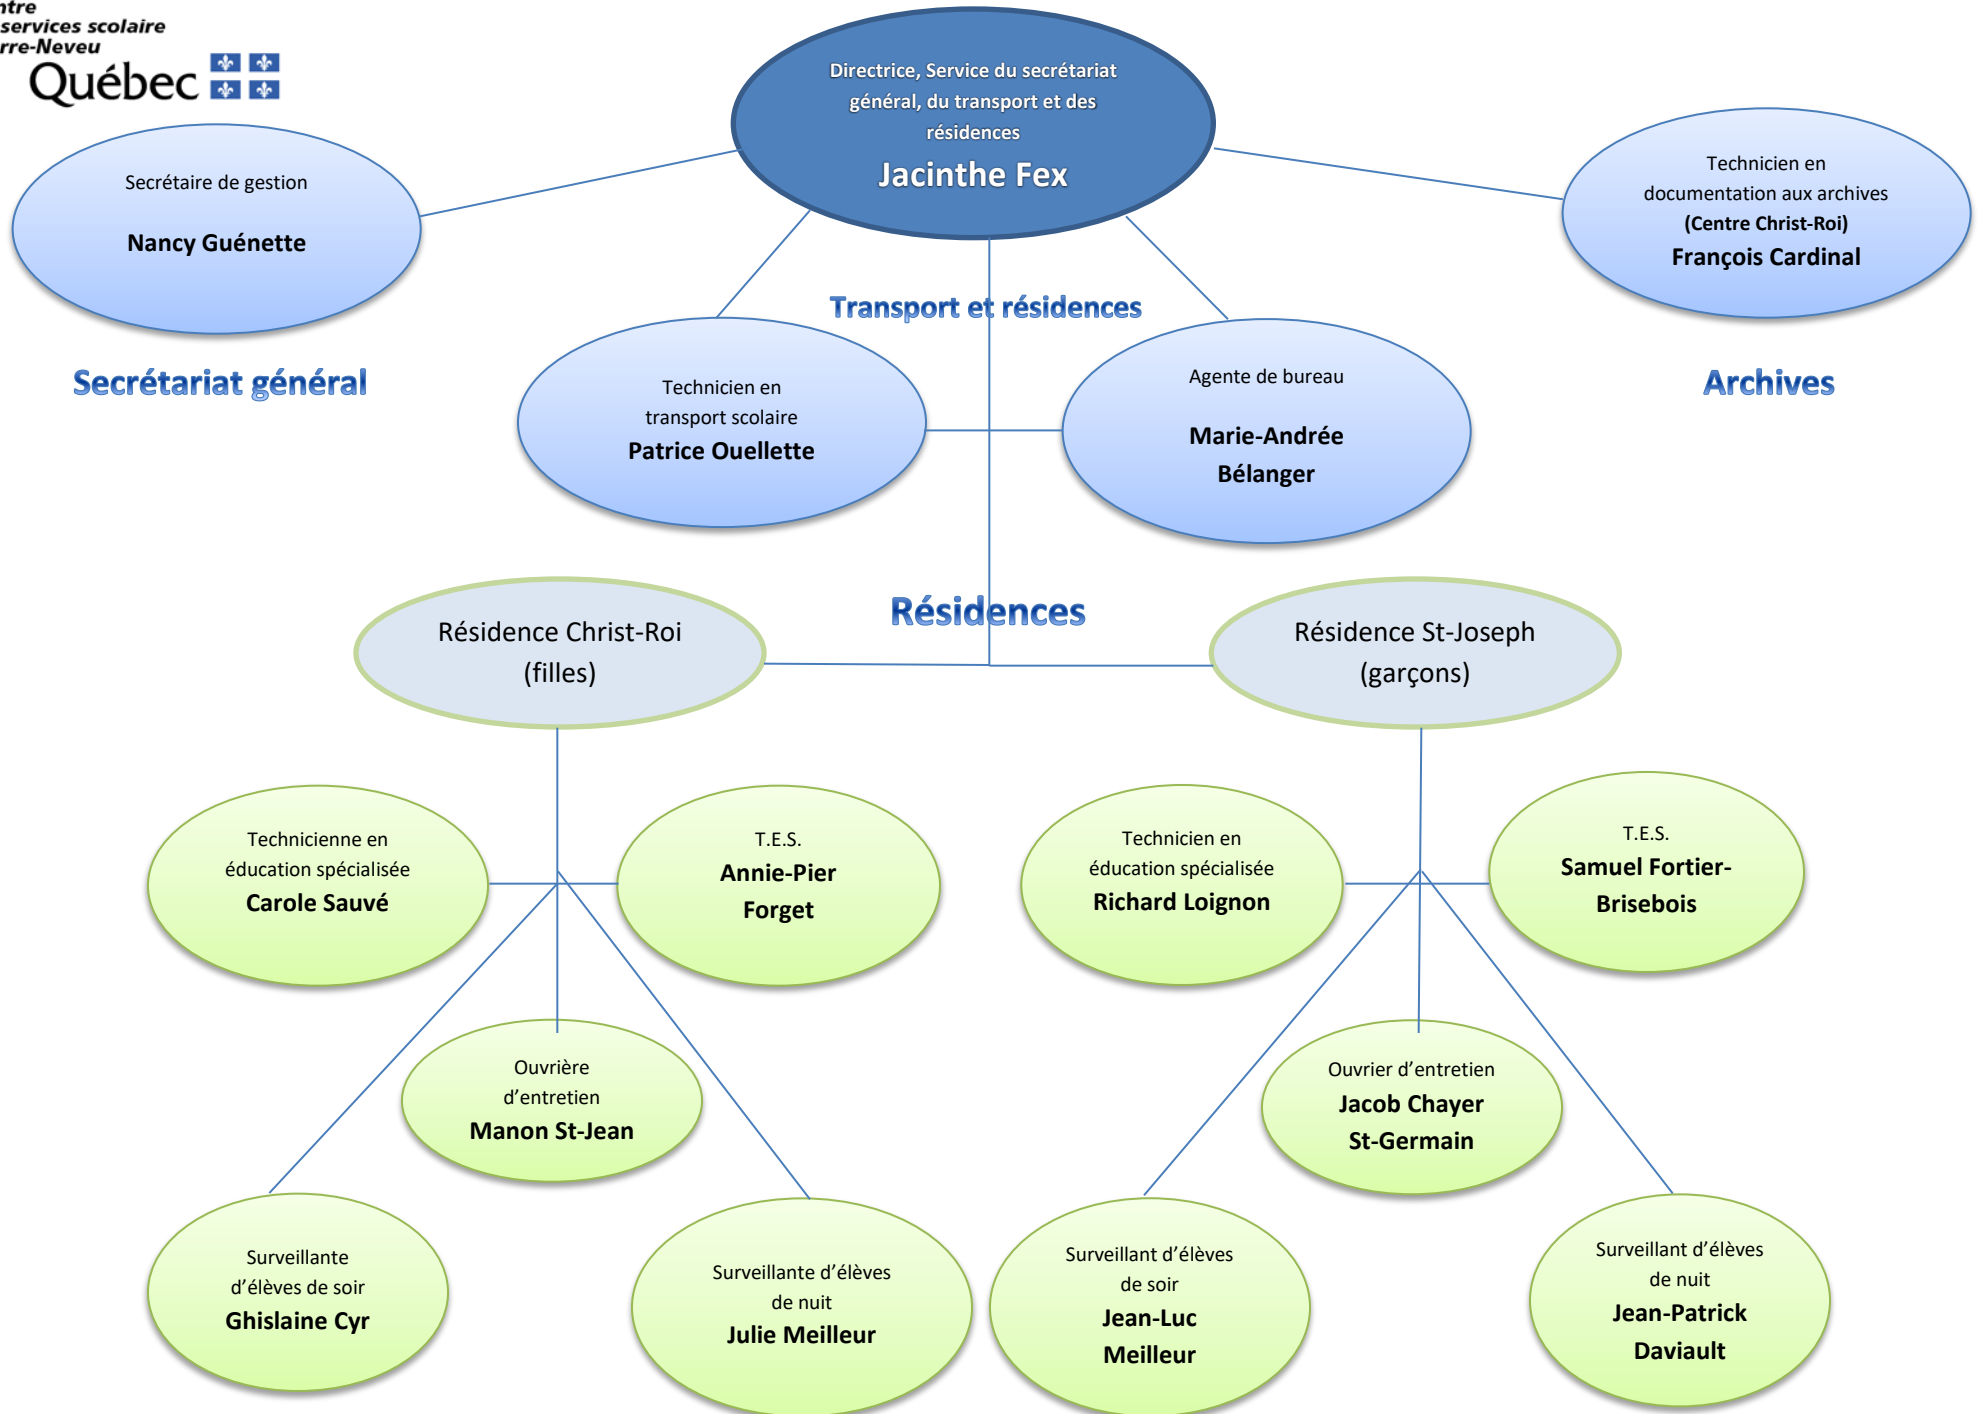 services scolaire
Québec
Directrice, Service du secrétariat
général, du transport et des
résidences
Jacinthe Fex
Secrétaire de gestion
Nancy Guénette
Technicien en
documentation aux archives
(Centre Christ-Roi)
François Cardinal
Transport et résidences
Secrétariat général
Archives
Technicien en
transport scolaire
Patrice Ouellette
Agente de bureau
Marie-Andrée
Bélanger
Résidences
Résidence Christ-Roi
(filles)
Résidence St-Joseph
(garçons)
Technicienne en
éducation spécialisée
Carole Sauvé
T.E.S.
Annie-Pier
Forget
Technicien en
éducation spécialisée
Richard Loignon
T.E.S.
Samuel Fortier-
Brisebois
Ouvrière
d’entretien
Manon St-Jean
Ouvrier d’entretien
Jacob Chayer
St-Germain
Surveillante
d’élèves de soir
Ghislaine Cyr
Surveillante d’élèves
de nuit
Julie Meilleur
Surveillant d’élèves
de soir
Jean-Luc
Meilleur
Surveillant d’élèves
de nuit
Jean-Patrick
Daviault